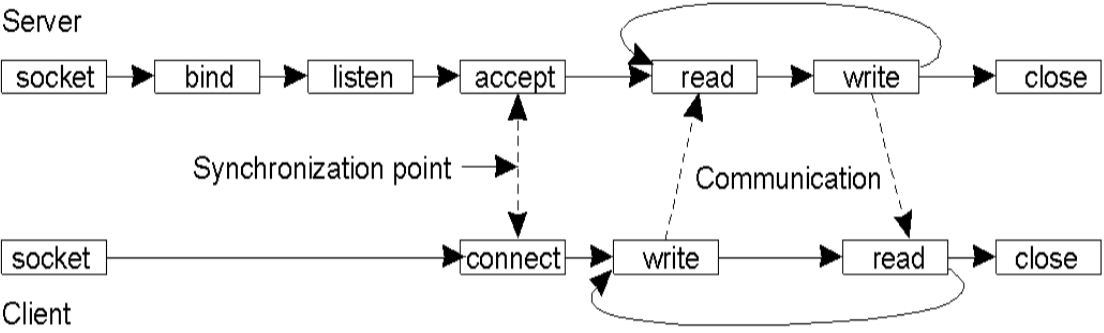 Server
socket bind listen accept read write close
Synchronization point
Communication
socket connect write read close
Client